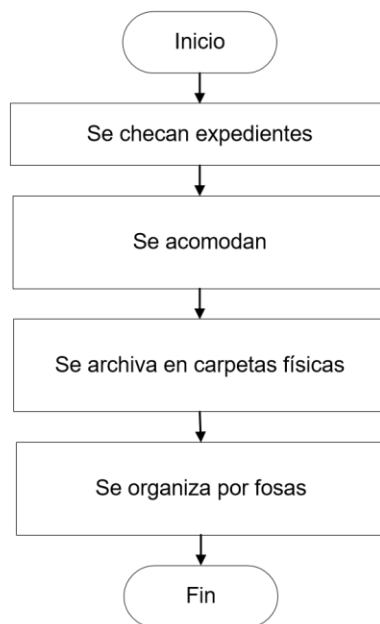 Inicio
Se checan expedientes
Se acomodan
Se archiva en carpetas físicas
Se organiza por fosas
Fin